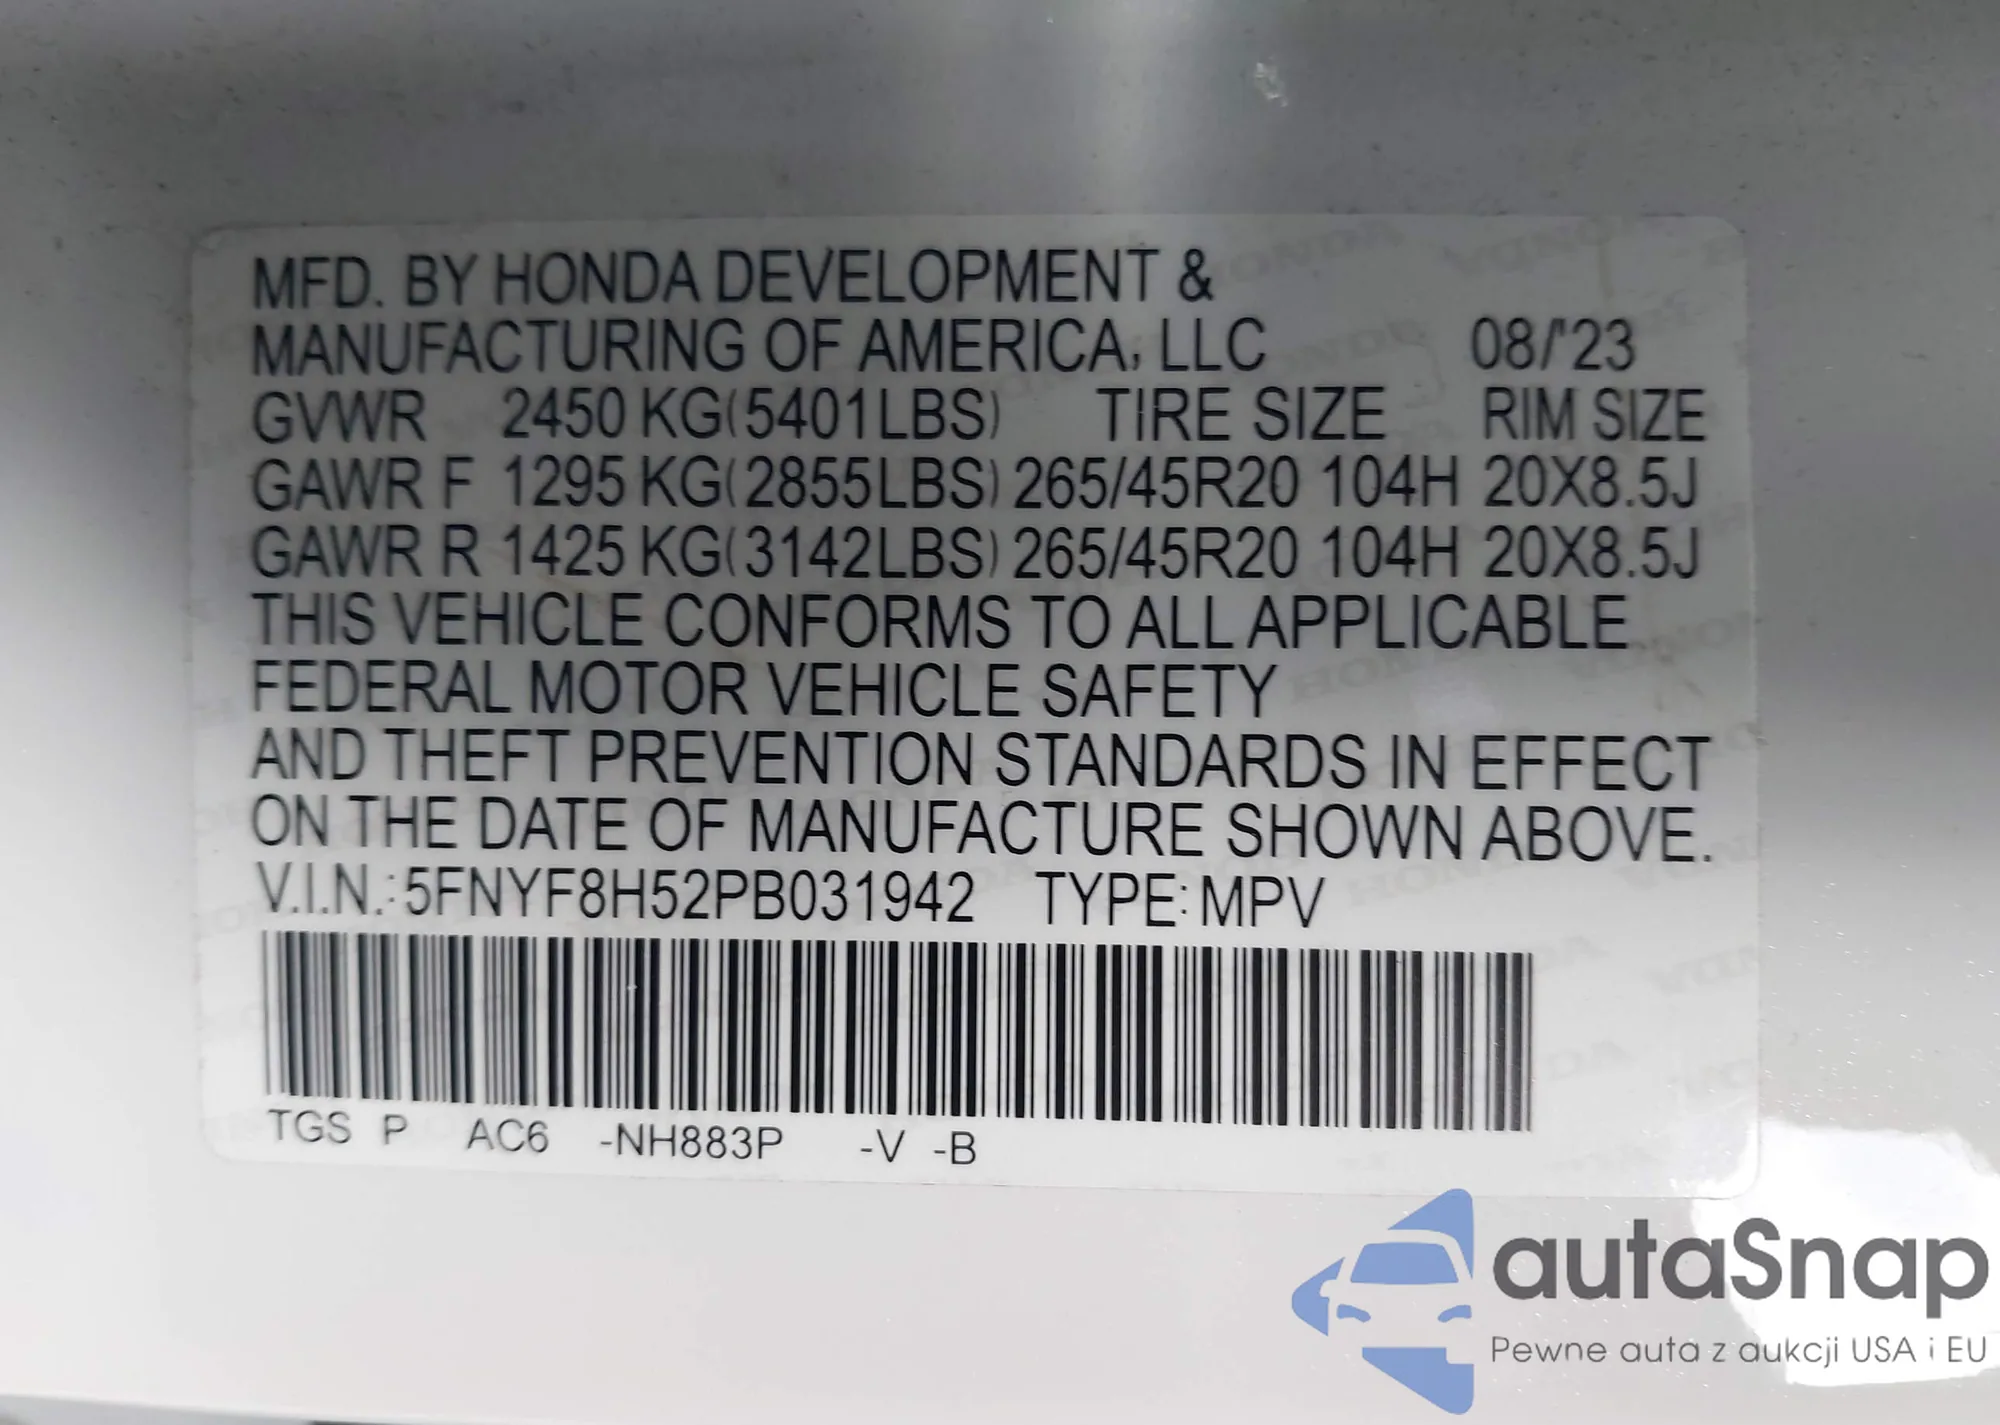 MFD. BY HONDA DEVELOPMENT &
MANUFACTURING OF AMERICA, LLC 08/'23
GVWR 2450 KG(5401LBS) TIRE SIZE RIM SIZE
GAWR F 1295 KG(2855LBS) 265/45R20 104H 20X8.5J
GAWR R 1425 KG(3142LBS) 265/45R20 104H 20X8.5J
THIS VEHICLE CONFORMS TO ALL APPLICABLE
FEDERAL MOTOR VEHICLE SAFETY
AND THEFT PREVENTION STANDARDS IN EFFECT
ON THE DATE OF MANUFACTURE SHOWN ABOVE.
V.I.N.: 5FNYF8H52PB031942 TYPE: MPV
TGS P AC6 -NH883P -V -B
autaSnap
Pewne auta z aukcji USA i EU